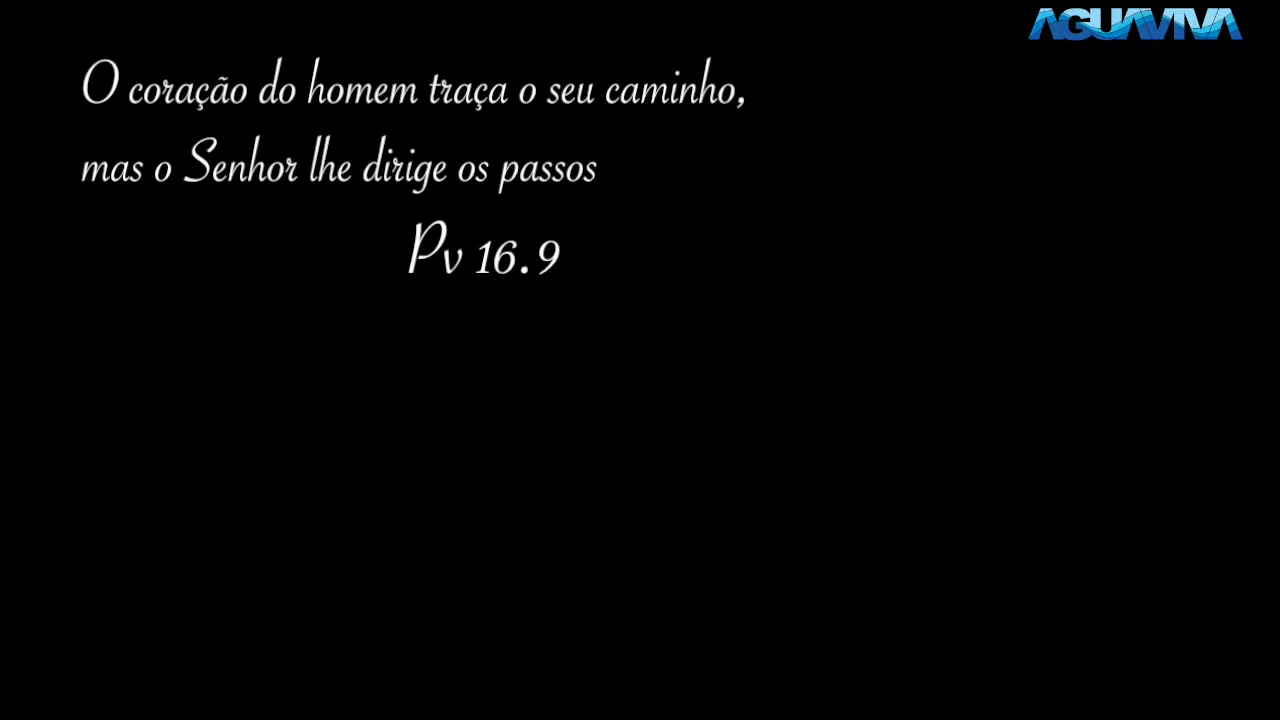 AGUAVIVA
O coração do homem traça o seu caminho,
mas o Senhor lhe dirige os passos
Pv 16.9